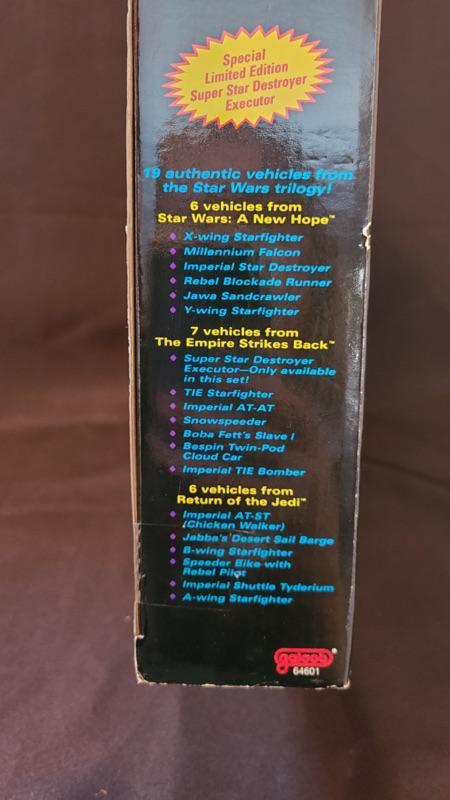 Special
Limited Edition
Super Star Destroyer
Executor
19 authentic vehicles from
the Star Wars trilogy!
6 vehicles from
Star Wars: A New Hope™
X-wing Starfighter
Millennium Falcon
Imperial Star Destroyer
Rebel Blockade Runner
Jawa Sandcrawler
Y-wing Starfighter
7 vehicles from
The Empire Strikes Back™
Super Star Destroyer
Executor—Only available
in this set!
TIE Starfighter
Imperial AT-AT
Snowspeeder
Boba Fett's Slave I
Bespin Twin-Pod
Cloud Car
Imperial TIE Bomber
6 vehicles from
Return of the Jedi™
Imperial AT-ST
(Chicken Walker)
Jabba's Desert Sail Barge
B-wing Starfighter
Speeder Bike with
Rebel Pilot
Imperial Shuttle Tyderium
A-wing Starfighter
galoob®
64601